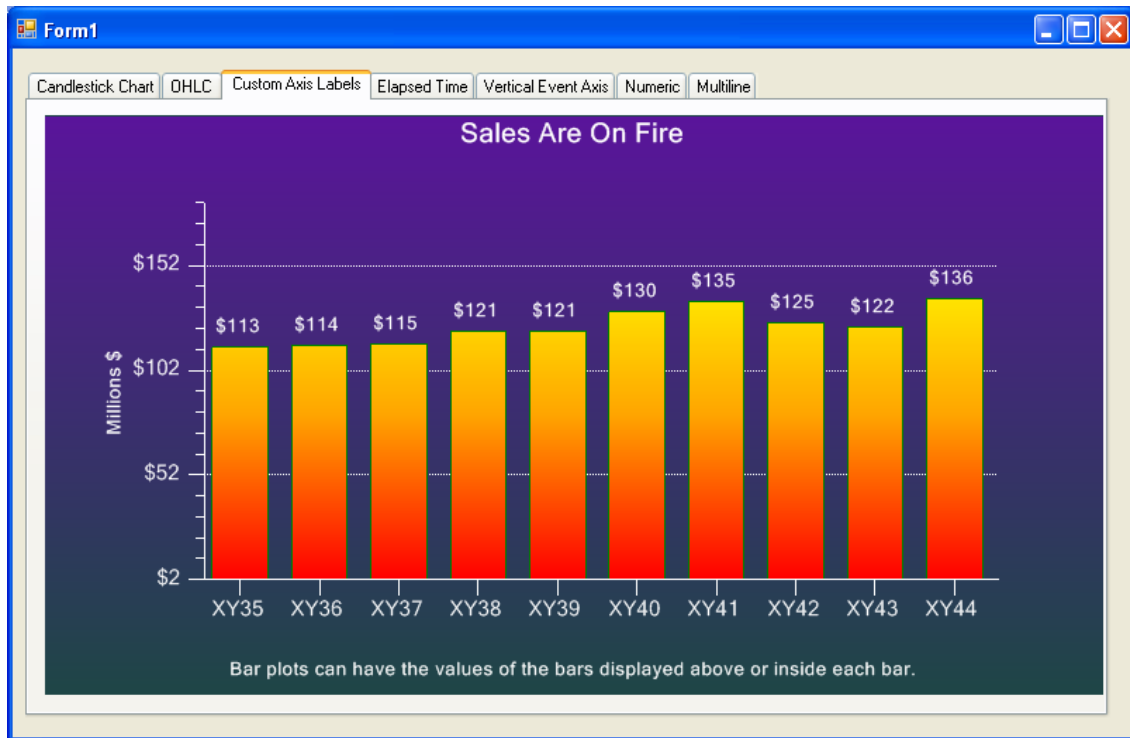 Form1
Candlestick Chart OHLC Custom Axis Labels Elapsed Time Vertical Event Axis Numeric Multiline
Sales Are On Fire
Millions $
$152
$102
$52
$2
$113 $114 $115 $121 $121 $130 $135 $125 $122 $136
XY35 XY36 XY37 XY38 XY39 XY40 XY41 XY42 XY43 XY44
Bar plots can have the values of the bars displayed above or inside each bar.